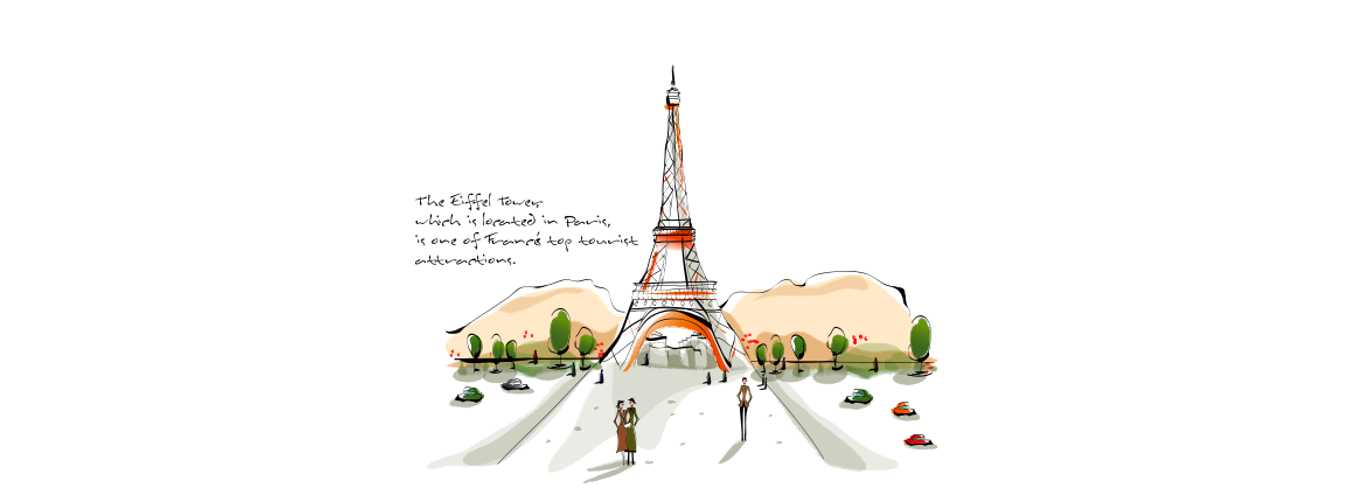 The Eiffel Tower,
which is located in Paris,
is one of France's top tourist
attractions.